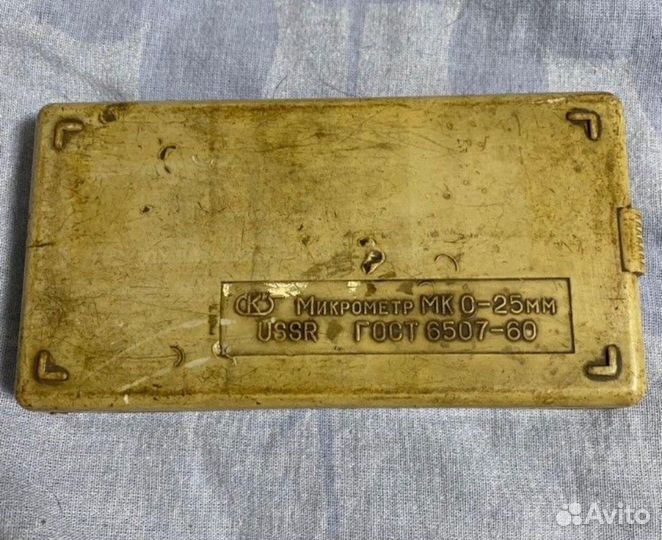 Микрометр МК 0-25мм
USSR ГОСТ 6507-60
Avito